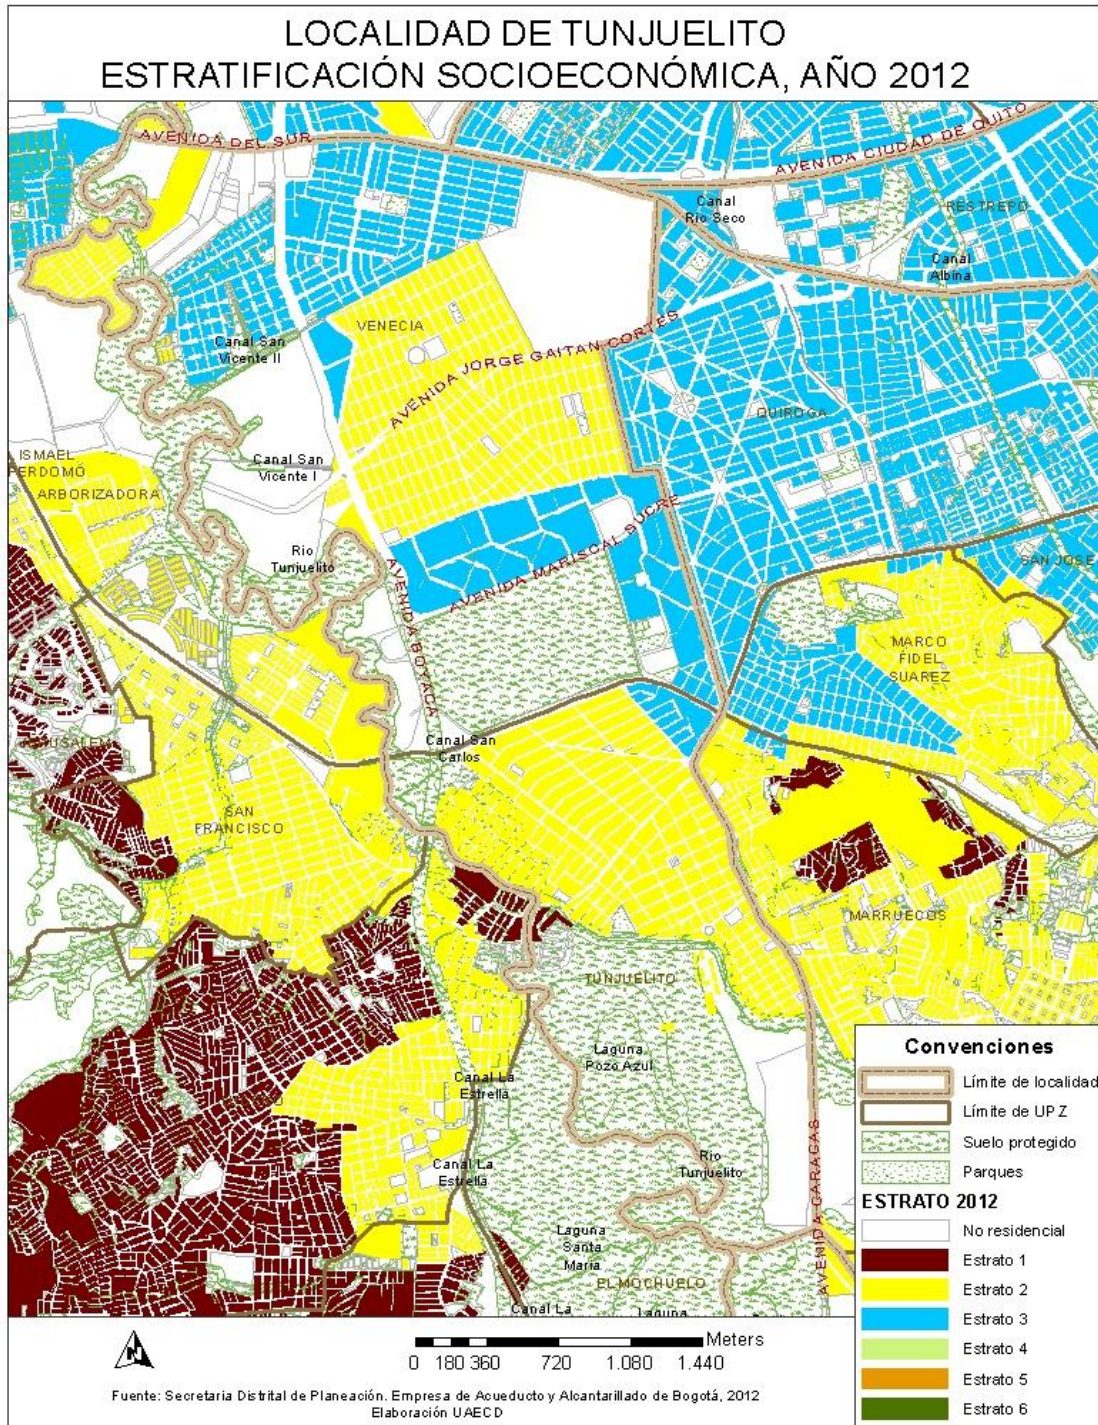 LOCALIDAD DE TUNJUELITO
ESTRATIFICACIÓN SOCIOECONÓMICA, AÑO 2012
AVENIDA DEL SUR
AVENIDA CIUDAD DE QUITO
Canal
Rio Seco
RESTREPO
Canal
Albina
VENECIA
Canal San
Vicente II
AVENIDA JORGE GAITAN CORTES
QUIROGA
ISMAEL
PERDOMO
ARBORIZADORA
Canal San
Vicente I
AVENIDA MARISCAL SUCRE
Rio
Tunjuelito
SAN JOSE
AVENIDA BOYACA
MARCO
FIDEL
SUAREZ
JERUSALEM
Canal San
Carlos
SAN
FRANCISCO
MARRUECOS
TUNJUELITO
Laguna
Pozo Azul
Canal La
Estrella
Canal La
Estrella
Rio
Tunjuelito
AVENIDA CARACAS
Laguna
Santa
Maria
EL MOCHUELO
Canal La
Laguna
Convenciones
Límite de localidad
Límite de UPZ
Suelo protegido
Parques
ESTRATO 2012
No residencial
Estrato 1
Estrato 2
Estrato 3
Estrato 4
Estrato 5
Estrato 6
N
Meters
0 180 360 720 1.080 1.440
Fuente: Secretaria Distrital de Planeación. Empresa de Acueducto y Alcantarillado de Bogotá, 2012
Elaboración UAECD